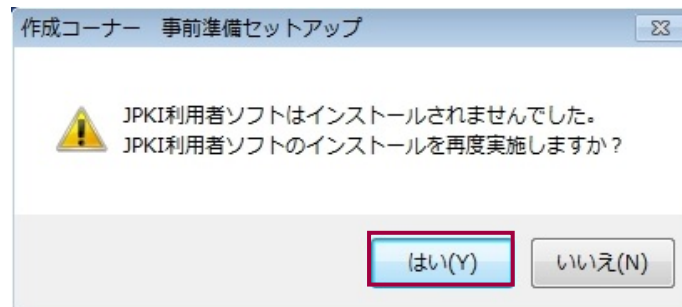 作成コーナー　事前準備セットアップ
JPKI利用者ソフトはインストールされませんでした。
JPKI利用者ソフトのインストールを再度実施しますか？
はい(Y)
いいえ(N)